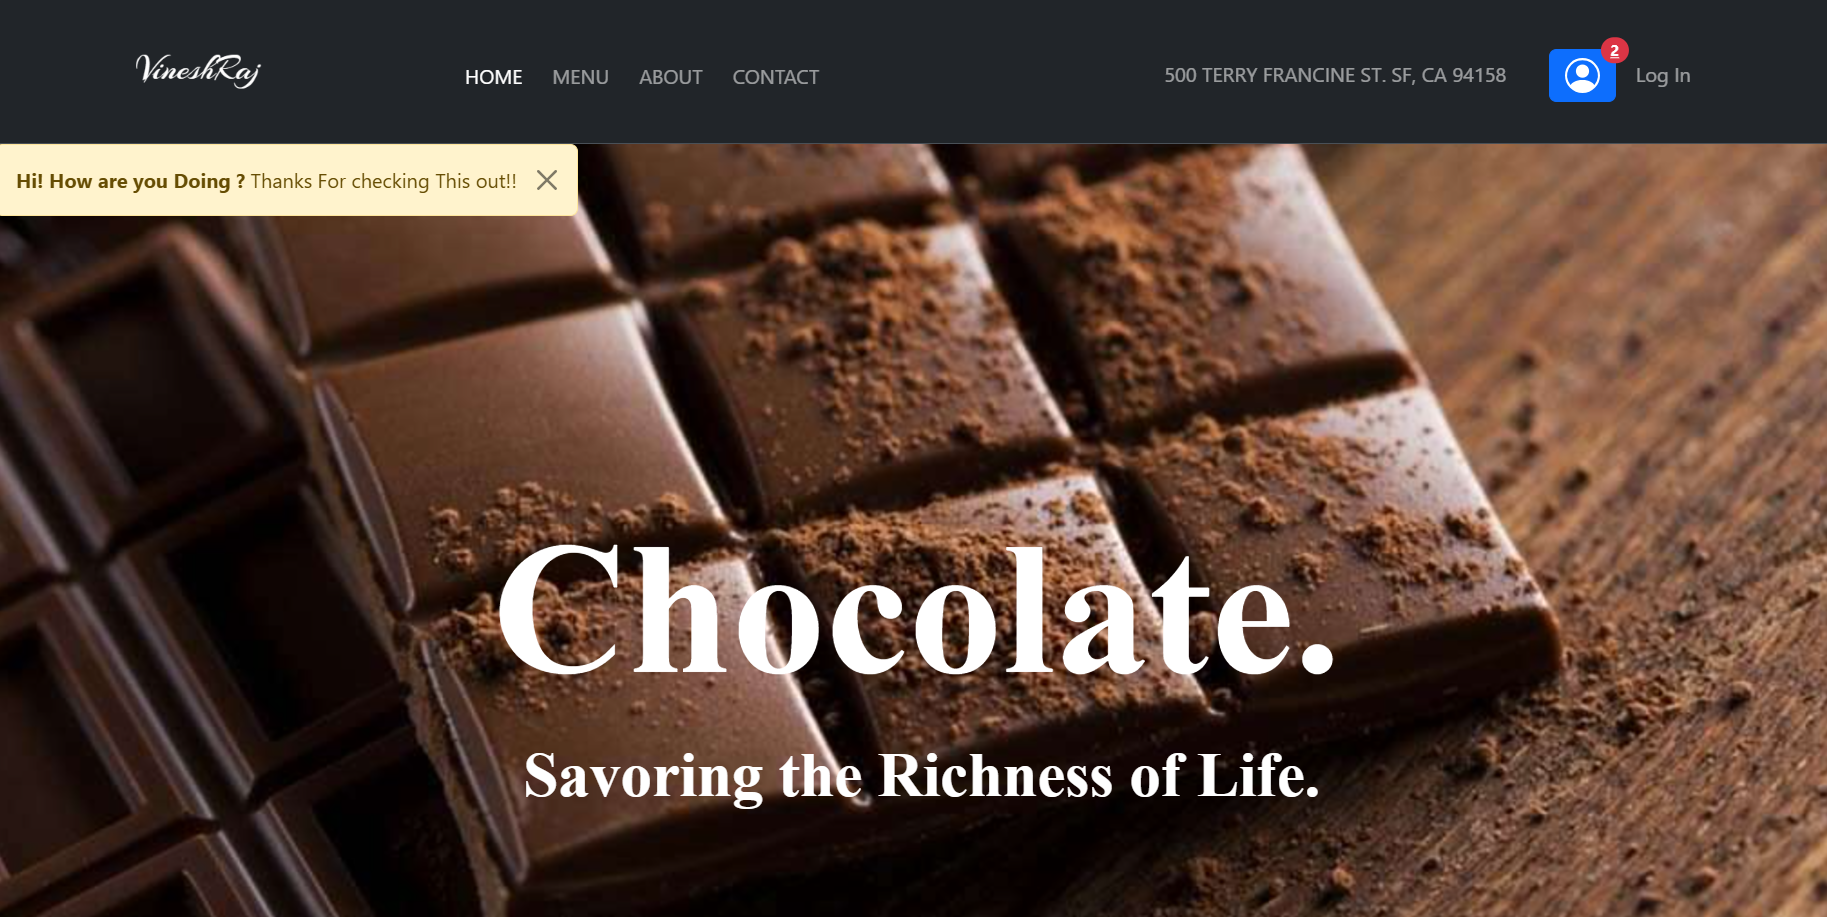 VineshRaj
HOME MENU ABOUT CONTACT
500 TERRY FRANCINE ST. SF, CA 94158
2
Log In
Hi! How are you Doing ? Thanks For checking This out!!
Chocolate.
Savoring the Richness of Life.